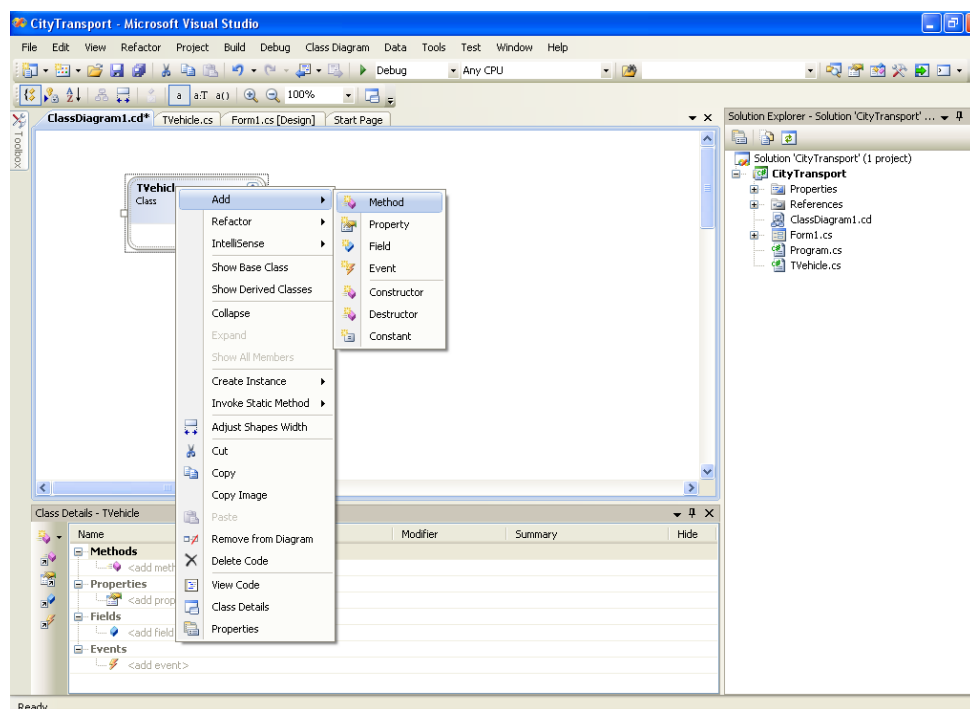 CityTransport - Microsoft Visual Studio
File Edit View Refactor Project Build Debug Class Diagram Data Tools Test Window Help
Debug Any CPU
a a:T a() 100%
ClassDiagram1.cd* TVehicle.cs Form1.cs [Design] Start Page
Toolbox
TVehicl
Class
Add
Refactor
IntelliSense
Show Base Class
Show Derived Classes
Collapse
Expand
Show All Members
Create Instance
Invoke Static Method
Adjust Shapes Width
Cut
Copy
Copy Image
Paste
Remove from Diagram
Delete Code
View Code
Class Details
Properties
Method
Property
Field
Event
Constructor
Destructor
Constant
Solution Explorer - Solution 'CityTransport' ...
Solution 'CityTransport' (1 project)
CityTransport
Properties
References
ClassDiagram1.cd
Form1.cs
Program.cs
TVehicle.cs
Class Details - TVehicle
Name Modifier Summary Hide
Methods
<add meth
Properties
<add prop
Fields
<add field
Events
<add event>
Ready